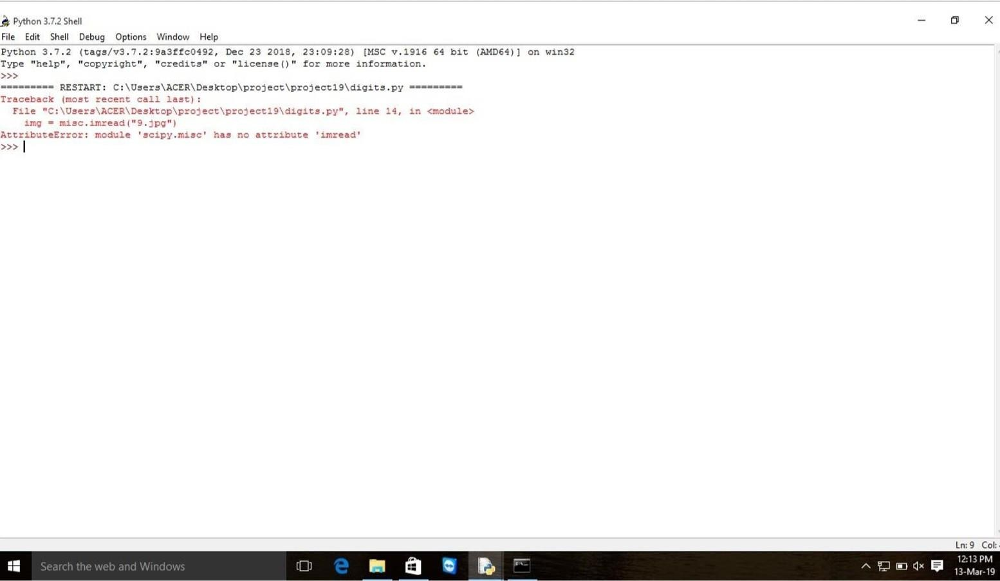 Python 3.7.2 Shell
File Edit Shell Debug Options Window Help
Python 3.7.2 (tags/v3.7.2:9a3ffc0492, Dec 23 2018, 23:09:28) [MSC v.1916 64 bit (AMD64)] on win32
Type "help", "copyright", "credits" or "license()" for more information.
>>>
========= RESTART: C:\Users\ACER\Desktop\project\project19\digits.py =========
Traceback (most recent call last):
  File "C:\Users\ACER\Desktop\project\project19\digits.py", line 14, in <module>
    img = misc.imread("9.jpg")
AttributeError: module 'scipy.misc' has no attribute 'imread'
>>>
Ln: 9 Col:
Search the web and Windows
12:13 PM
13-Mar-19